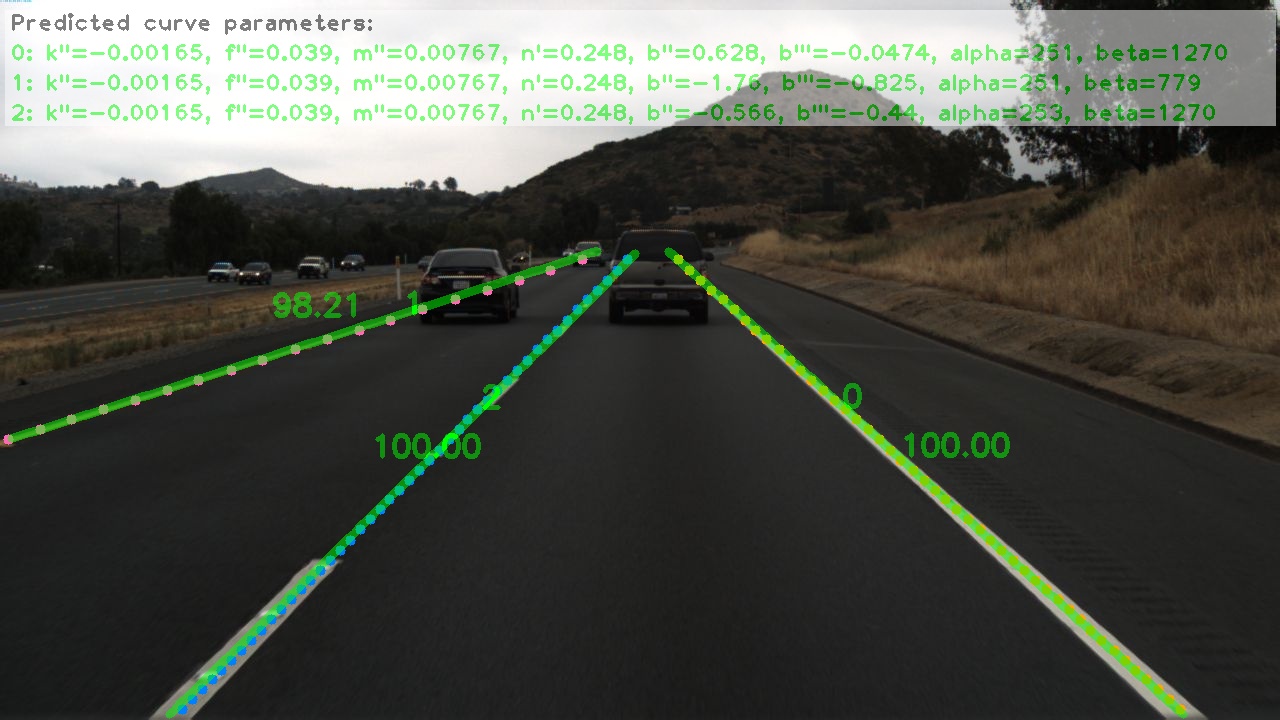 Predicted curve parameters:
0: k''=-0.00165, f''=0.039, m''=0.00767, n'=0.248, b''=0.628, b'''=-0.0474, alpha=251, beta=1270
1: k''=-0.00165, f''=0.039, m''=0.00767, n'=0.248, b''=-1.76, b'''=-0.825, alpha=251, beta=779
2: k''=-0.00165, f''=0.039, m''=0.00767, n'=0.248, b''=-0.566, b'''=-0.44, alpha=253, beta=1270
98.21 1
2 0
100.00 100.00